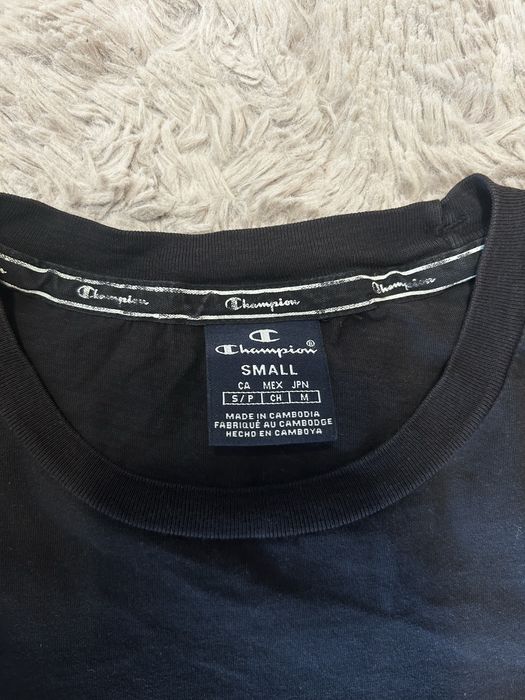 Champion
Champion
Champion
Champion®
SMALL
CA MEX JPN
S/P CH M
MADE IN CAMBODIA
FABRIQUÉ AU CAMBODGE
HECHO EN CAMBOYA